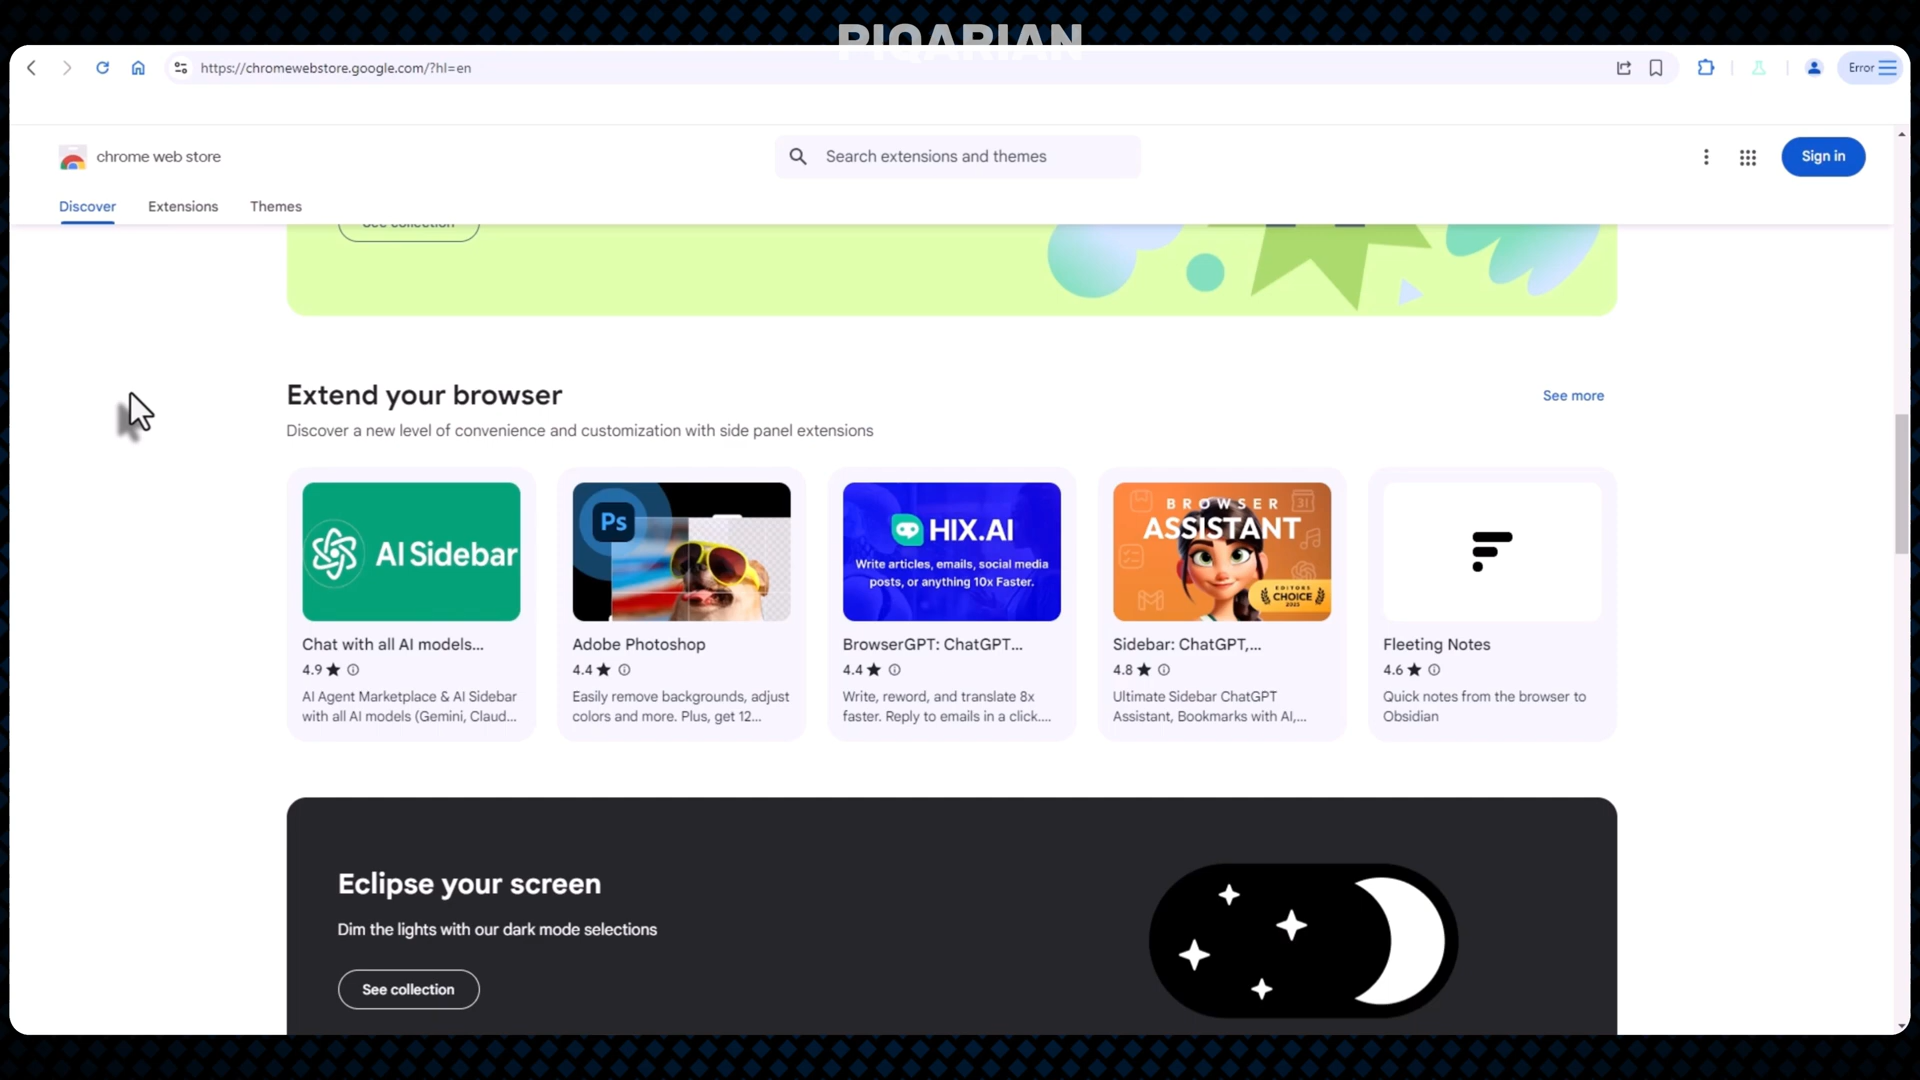 PIQARIAN
https://chromewebstore.google.com/?hl=en
Error
chrome web store
Search extensions and themes
Sign in
Discover
Extensions
Themes
See collection
Extend your browser
See more
Discover a new level of convenience and customization with side panel extensions
AI Sidebar
Chat with all AI models...
4.9
AI Agent Marketplace & AI Sidebar
with all AI models (Gemini, Claud...
Ps
Adobe Photoshop
4.4
Easily remove backgrounds, adjust
colors and more. Plus, get 12...
HIX.AI
Write articles, emails, social media
posts, or anything 10x Faster.
BrowserGPT: ChatGPT...
4.4
Write, reword, and translate 8x
faster. Reply to emails in a click....
BROWSER
ASSISTANT
31
EDITORS
CHOICE
2023
Sidebar: ChatGPT,...
4.8
Ultimate Sidebar ChatGPT
Assistant, Bookmarks with AI,...
Fleeting Notes
4.6
Quick notes from the browser to
Obsidian
Eclipse your screen
Dim the lights with our dark mode selections
See collection